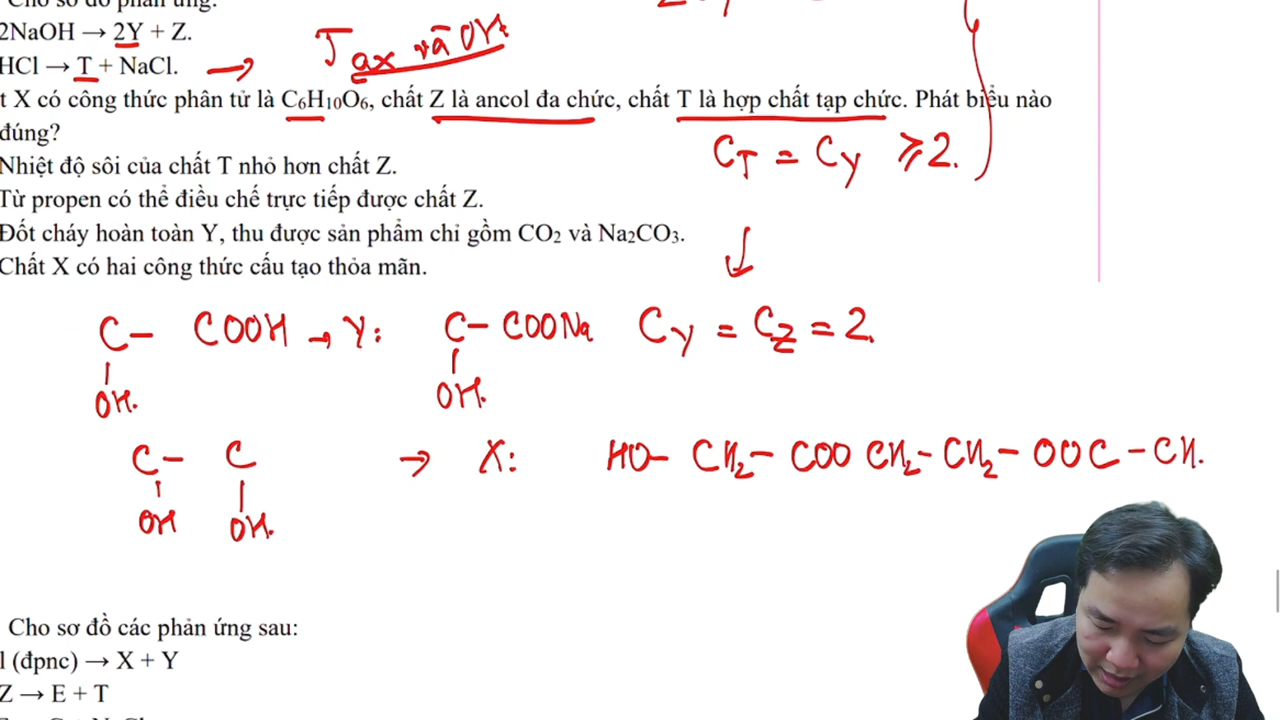 2NaOH → 2Y + Z.
HCl → T + NaCl. → T ax và OH
t X có công thức phân tử là C₆H₁₀O₆, chất Z là ancol đa chức, chất T là hợp chất tạp chức. Phát biểu nào
đúng?
C_T = C_Y ⩾ 2.
Nhiệt độ sôi của chất T nhỏ hơn chất Z.
Từ propen có thể điều chế trực tiếp được chất Z.
Đốt cháy hoàn toàn Y, thu được sản phẩm chỉ gồm CO₂ và Na₂CO₃.
Chất X có hai công thức cấu tạo thỏa mãn.
↓
C – COOH → Y: C – COONa C_Y = C_Z = 2.
| |
OH. OH.
C – C → X: HO – CH₂ – COO CH₂ – CH₂ – OOC – CH.
| |
OH OH.
Cho sơ đồ các phản ứng sau:
l (đpnc) → X + Y
Z → E + T